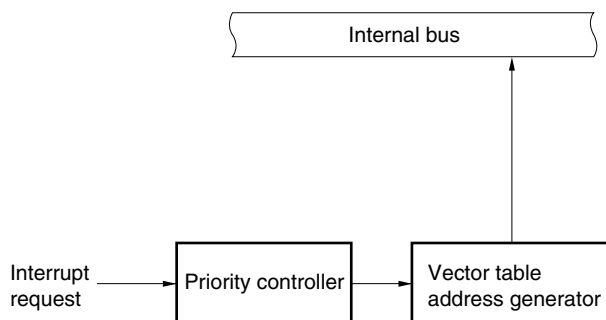 Internal bus
Interrupt
request
Priority controller
Vector table
address generator